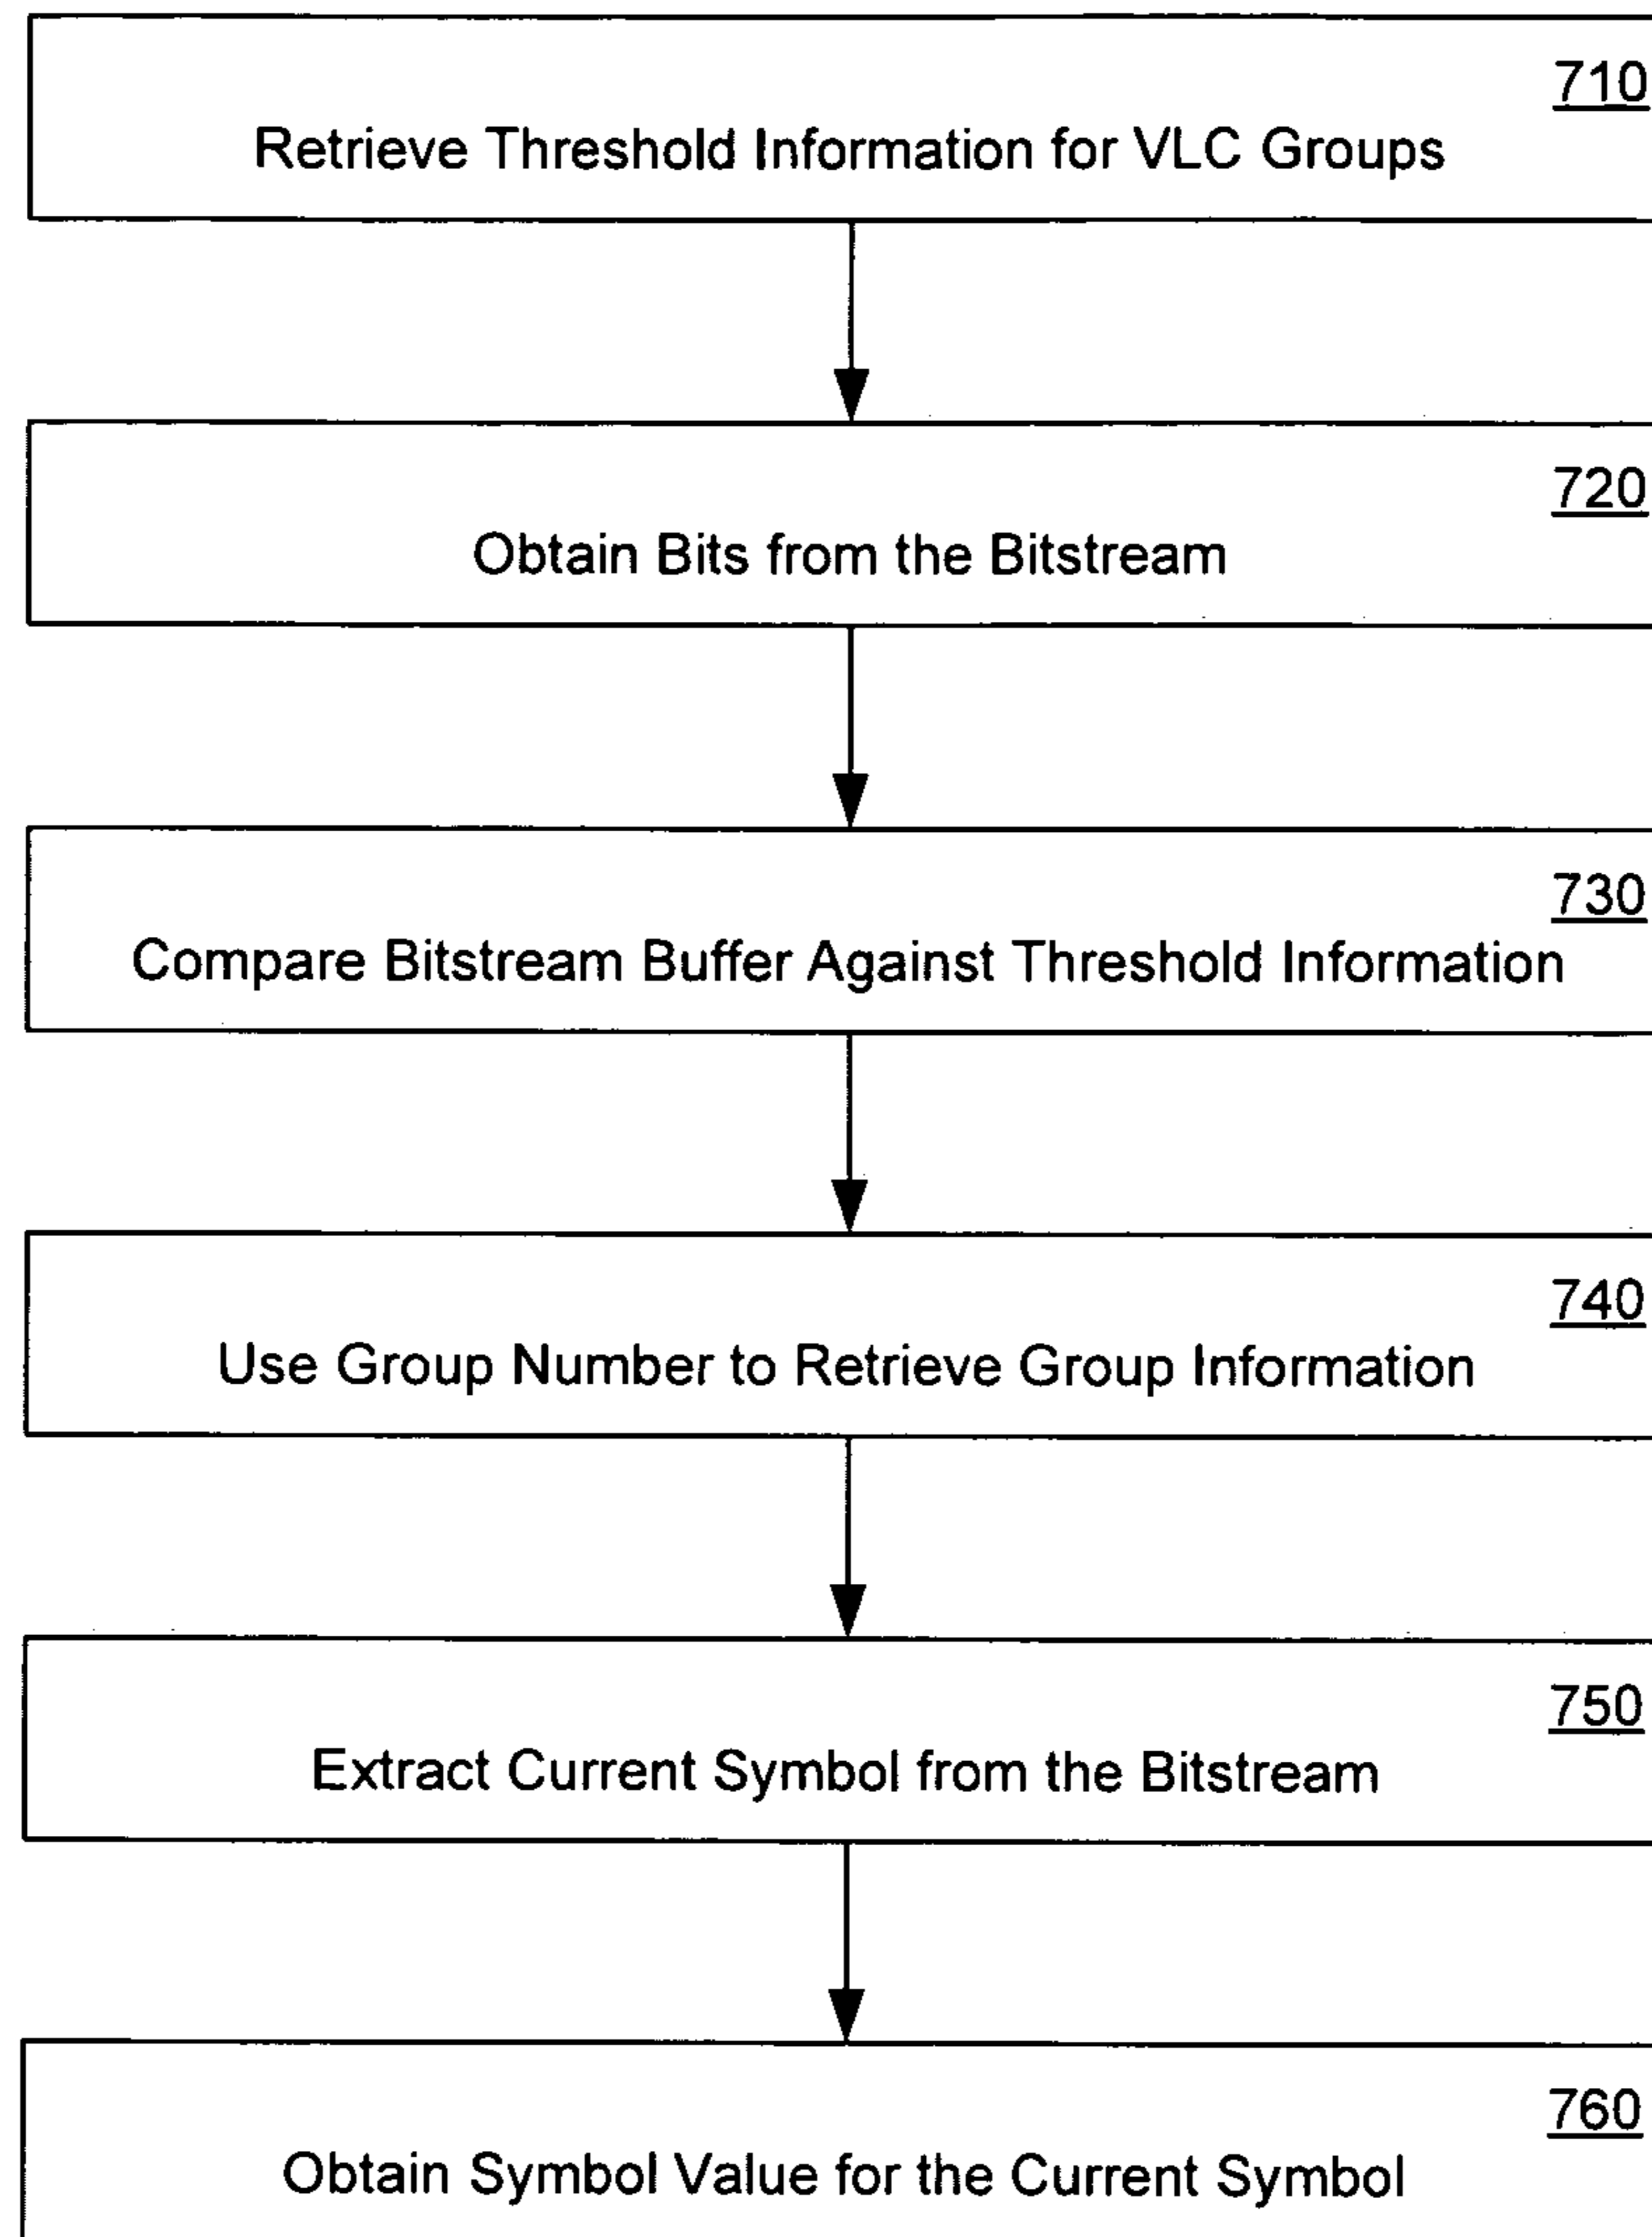 710
Retrieve Threshold Information for VLC Groups
720
Obtain Bits from the Bitstream
730
Compare Bitstream Buffer Against Threshold Information
740
Use Group Number to Retrieve Group Information
750
Extract Current Symbol from the Bitstream
760
Obtain Symbol Value for the Current Symbol